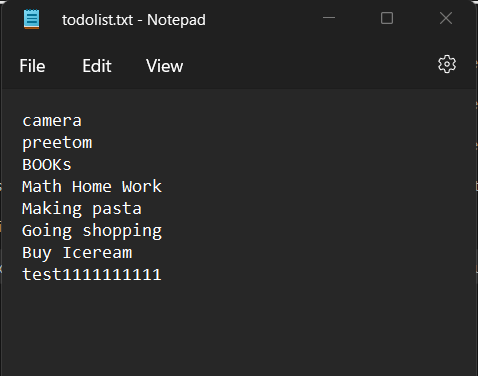 todolist.txt - Notepad
File Edit View
camera
preetom
BOOKs
Math Home Work
Making pasta
Going shopping
Buy Iceream
test1111111111